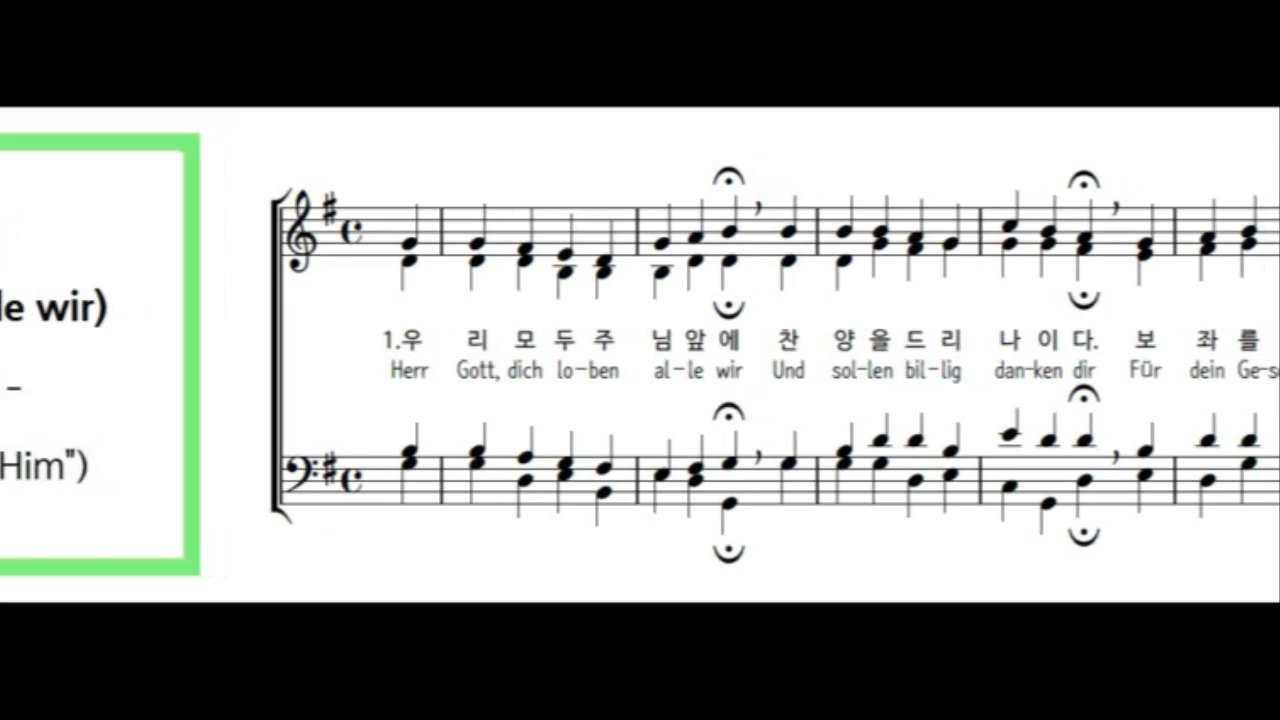 le wir)
–
Him")
1.우 리 모 두 주 님 앞 에 찬 양 을 드 리 나 이 다. 보 좌 를
Herr Gott, dich lo-ben al-le wir Und sol-len bil-lig dan-ken dir Für dein Ge-